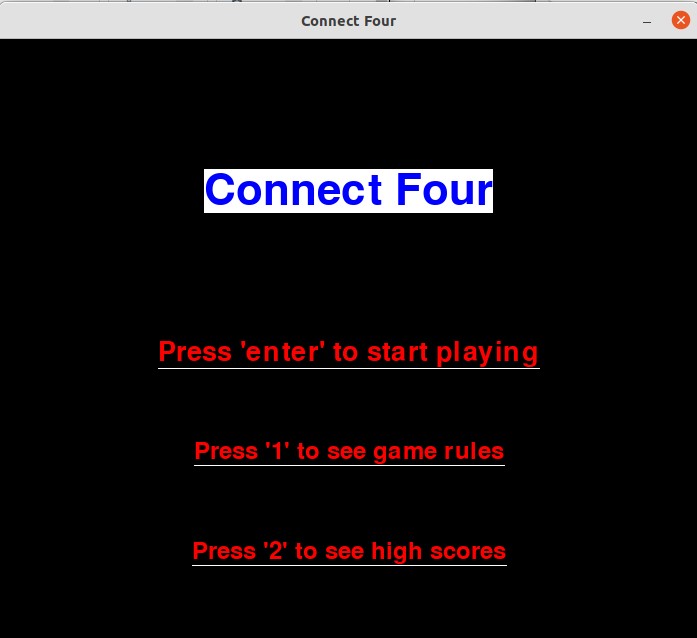 Connect Four
Connect Four
Press 'enter' to start playing
Press '1' to see game rules
Press '2' to see high scores